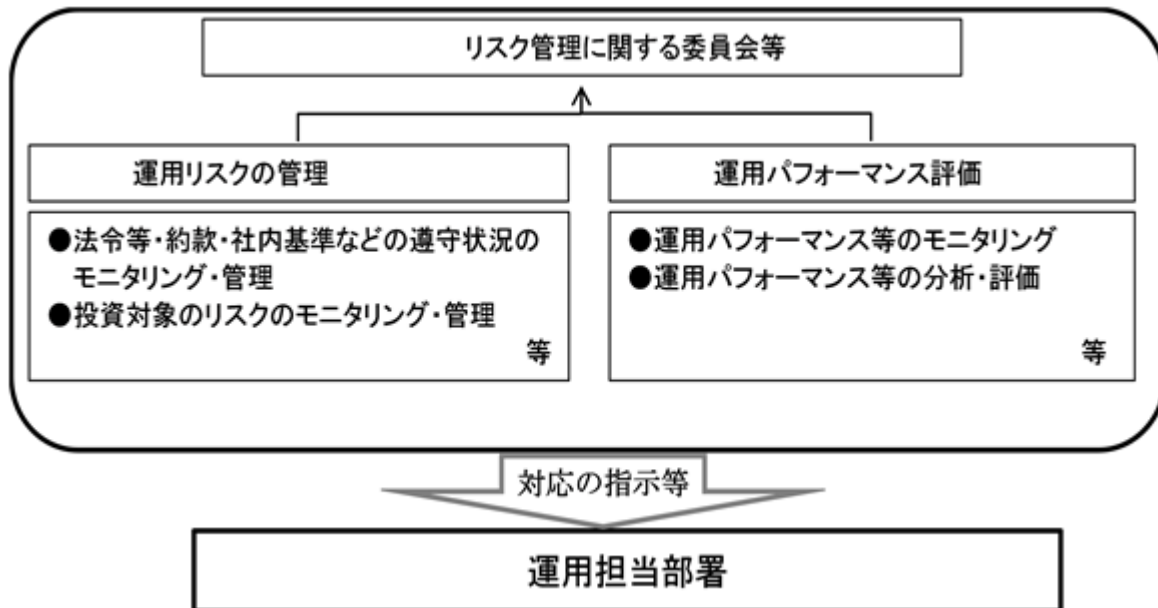 リスク管理に関する委員会等
運用リスクの管理
●法令等・約款・社内基準などの遵守状況の
モニタリング・管理
●投資対象のリスクのモニタリング・管理
等
運用パフォーマンス評価
●運用パフォーマンス等のモニタリング
●運用パフォーマンス等の分析・評価
等
対応の指示等
運用担当部署